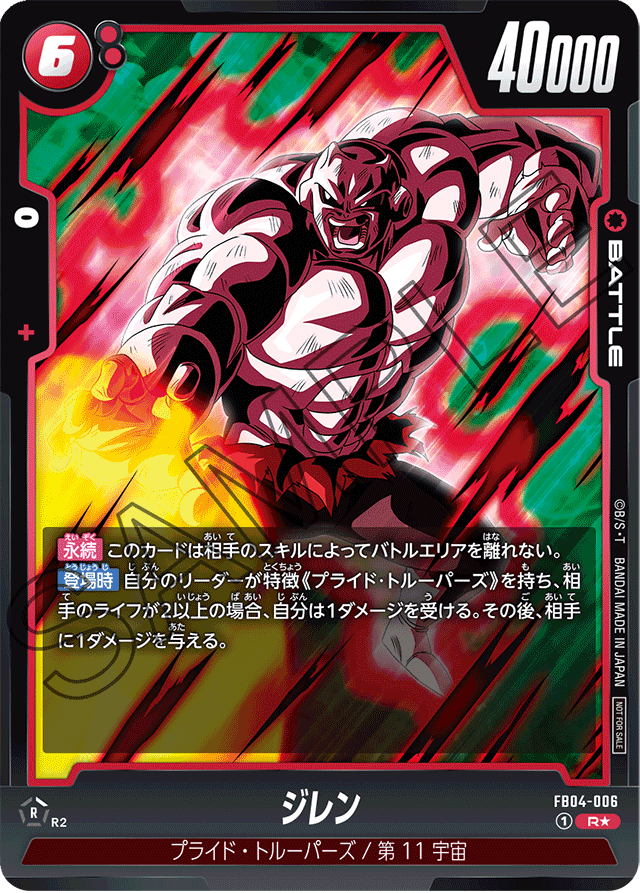 6
40000
0
+
BATTLE
SAMPLE
永続 このカードは相手のスキルによってバトルエリアを離れない。
登場時 自分のリーダーが特徴《プライド・トルーパーズ》を持ち、相
手のライフが2以上の場合、自分は1ダメージを受ける。その後、相手
に1ダメージを与える。
©B/S・T BANDAI MADE IN JAPAN
NOT FOR SALE
R R2
ジレン
FB04-006
1 R★
プライド・トルーパーズ / 第 11 宇宙